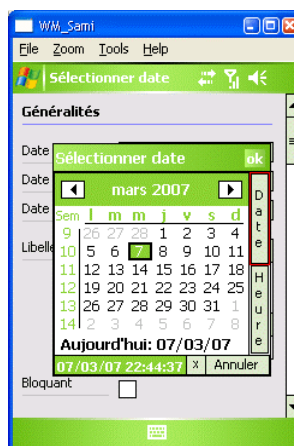 WM_Sami
File Zoom Tools Help
Sélectionner date
Généralités
Date
Sélectionner date ok
Date
mars 2007
Date
Sem l m m j v s d
9 26 27 28 1 2 3 4
Libelle
10 5 6 7 8 9 10 11
11 12 13 14 15 16 17 18
12 19 20 21 22 23 24 25
13 26 27 28 29 30 31 1
14 2 3 4 5 6 7 8
Aujourd'hui: 07/03/07
Date
Heure
07/03/07 22:44:37 x Annuler
Bloquant